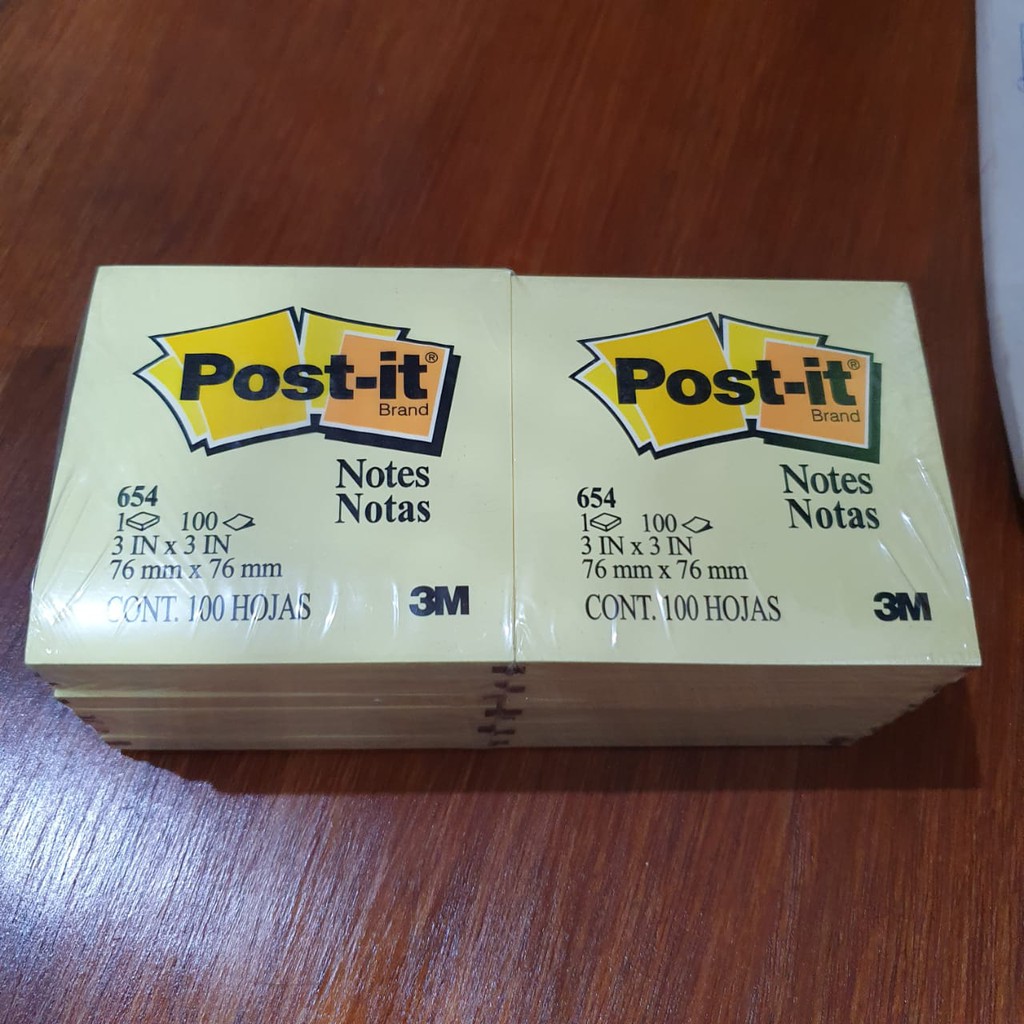 Post-it®
Brand
Notes
Notas
654
1 100
3 IN x 3 IN
76 mm x 76 mm
CONT. 100 HOJAS
3M
Post-it®
Brand
Notes
Notas
654
1 100
3 IN x 3 IN
76 mm x 76 mm
CONT. 100 HOJAS
3M